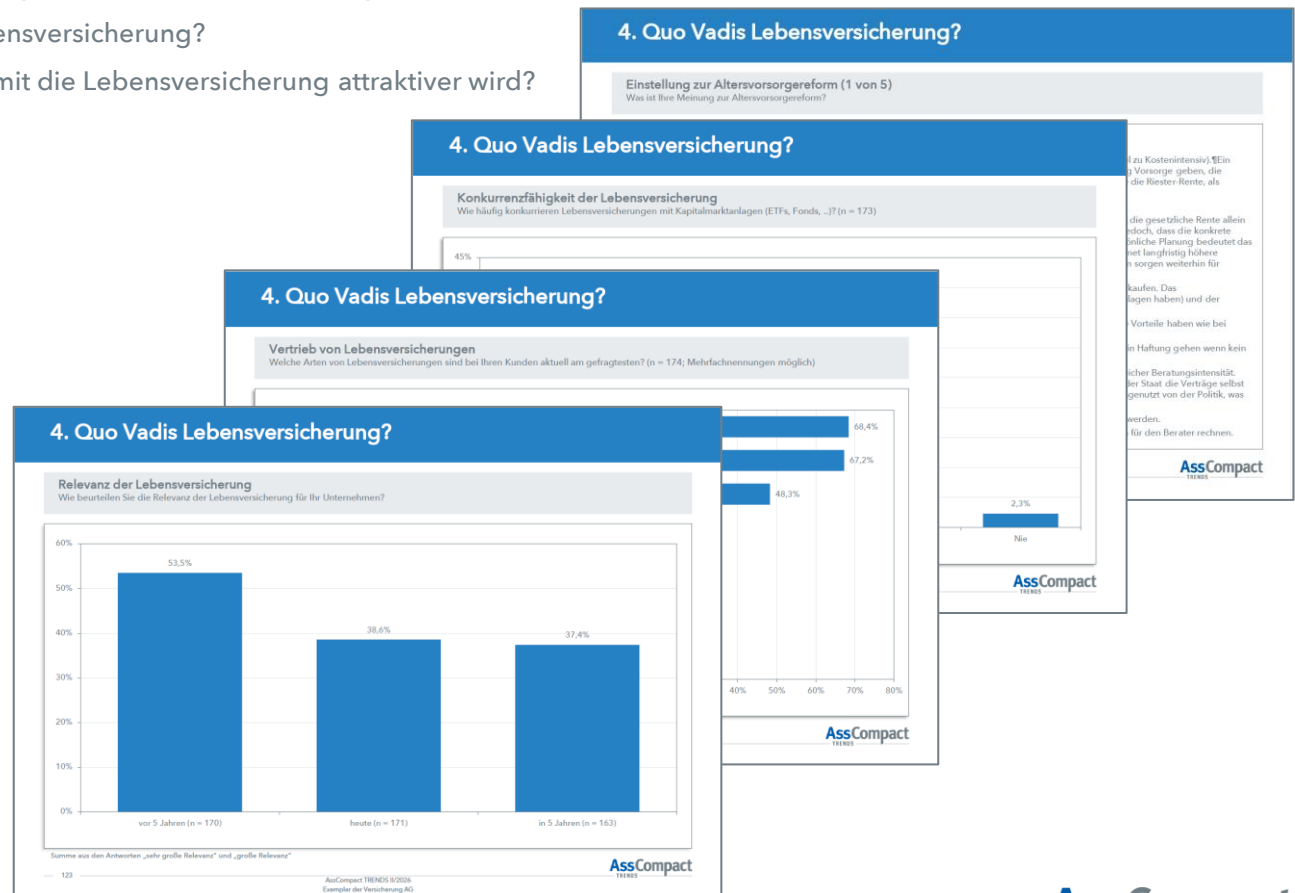 ensversicherung?
mit die Lebensversicherung attraktiver wird?
4. Quo Vadis Lebensversicherung?
Einstellung zur Altersvorsorgereform (1 von 5)
Was ist Ihre Meinung zur Altersvorsorgereform?
l zu Kostenintensiv).¶Ein
g Vorsorge geben, die
die Riester-Rente, als
die gesetzliche Rente allein
edoch, dass die konkrete
önliche Planung bedeutet das
net langfristig höhere
n sorgen weiterhin für
kaufen. Das
lagen haben) und der
Vorteile haben wie bei
in Haftung gehen wenn kein
icher Beratungsintensität.
der Staat die Verträge selbst
genutzt von der Politik, was
werden.
für den Berater rechnen.
AssCompact
TRENDS
4. Quo Vadis Lebensversicherung?
Konkurrenzfähigkeit der Lebensversicherung
Wie häufig konkurrieren Lebensversicherungen mit Kapitalmarktanlagen (ETFs, Fonds, ..)? (n = 173)
45%
2,3%
Nie
AssCompact
TRENDS
4. Quo Vadis Lebensversicherung?
Vertrieb von Lebensversicherungen
Welche Arten von Lebensversicherungen sind bei Ihren Kunden aktuell am gefragtesten? (n = 174; Mehrfachnennungen möglich)
68,4%
67,2%
48,3%
40% 50% 60% 70% 80%
AssCompact
TRENDS
4. Quo Vadis Lebensversicherung?
Relevanz der Lebensversicherung
Wie beurteilen Sie die Relevanz der Lebensversicherung für Ihr Unternehmen?
60%
53,5%
50%
40%
38,6%
37,4%
30%
20%
10%
0%
vor 5 Jahren (n = 170) heute (n = 171) in 5 Jahren (n = 163)
Summe aus den Antworten „sehr große Relevanz" und „große Relevanz"
AssCompact
TRENDS
123
AssCompact TRENDS II/2026
Exemplar der Versicherung AG